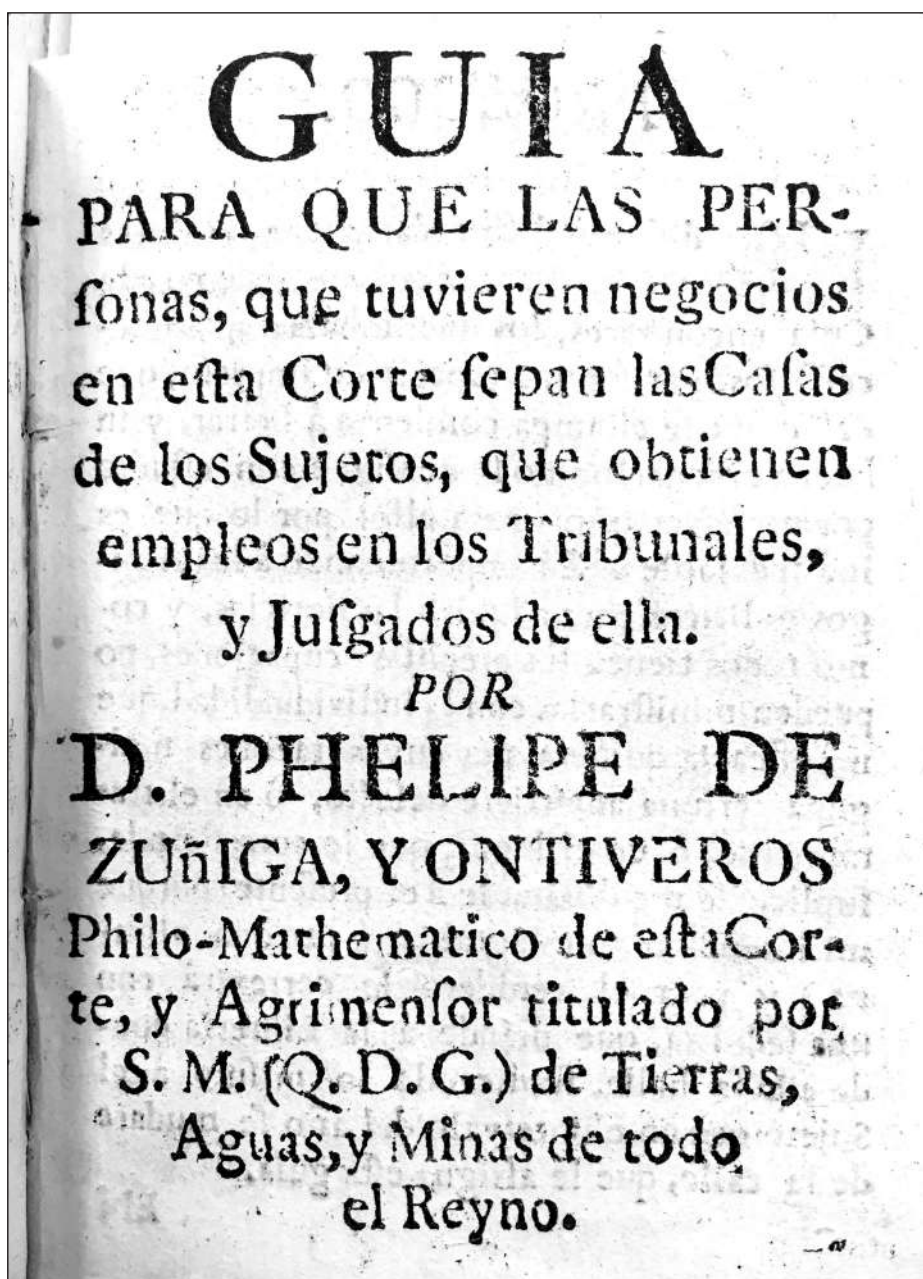 GUIA
PARA QUE LAS PER-
ſonas, que tuvieren negocios
en eſta Corte ſepan las Caſas
de los Sujetos, que obtienen
empleos en los Tribunales,
y Juſgados de ella.
POR
D. PHELIPE DE
ZUñIGA, Y ONTIVEROS
Philo-Mathematico de eſta Cor-
te, y Agrimenſor titulado por
S. M. (Q. D. G.) de Tierras,
Aguas, y Minas de todo
el Reyno.